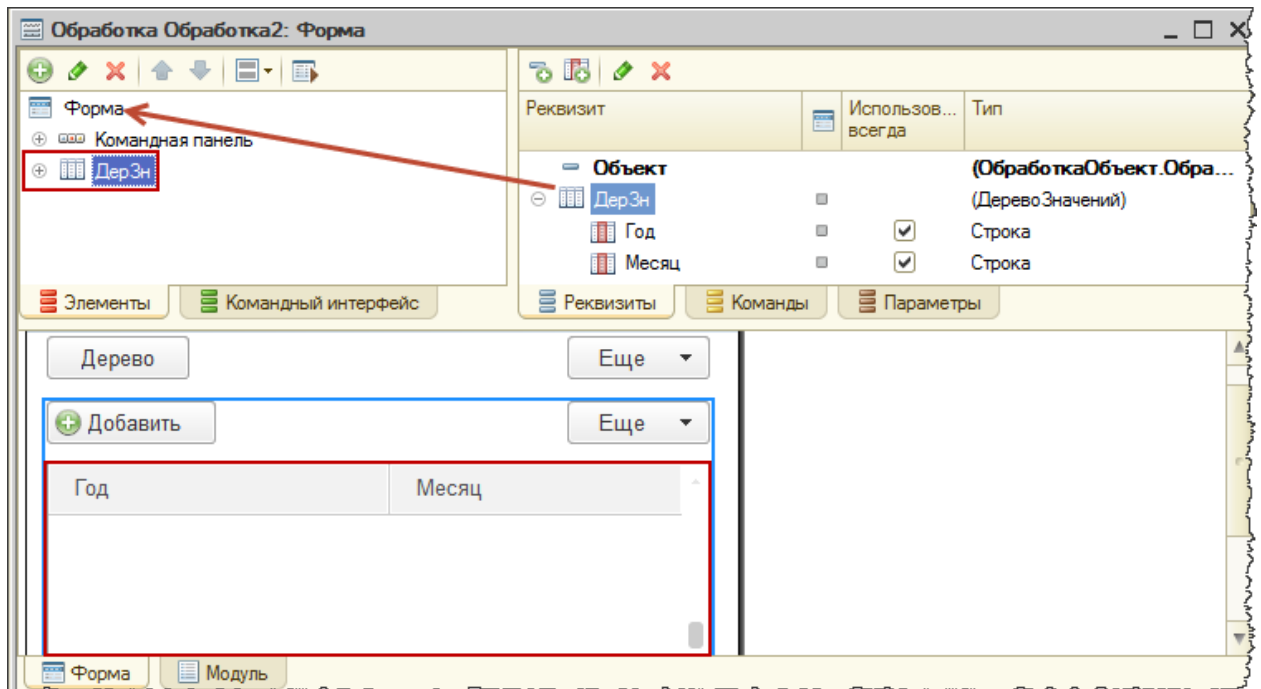 Обработка Обработка2: Форма
Форма
Командная панель
ДерЗн
Элементы
Командный интерфейс
Реквизит
Использов...
всегда
Тип
Объект
(ОбработкаОбъект.Обра...
ДерЗн
(ДеревоЗначений)
Год
Строка
Месяц
Строка
Реквизиты
Команды
Параметры
Дерево
Еще
Добавить
Еще
Год
Месяц
Форма
Модуль